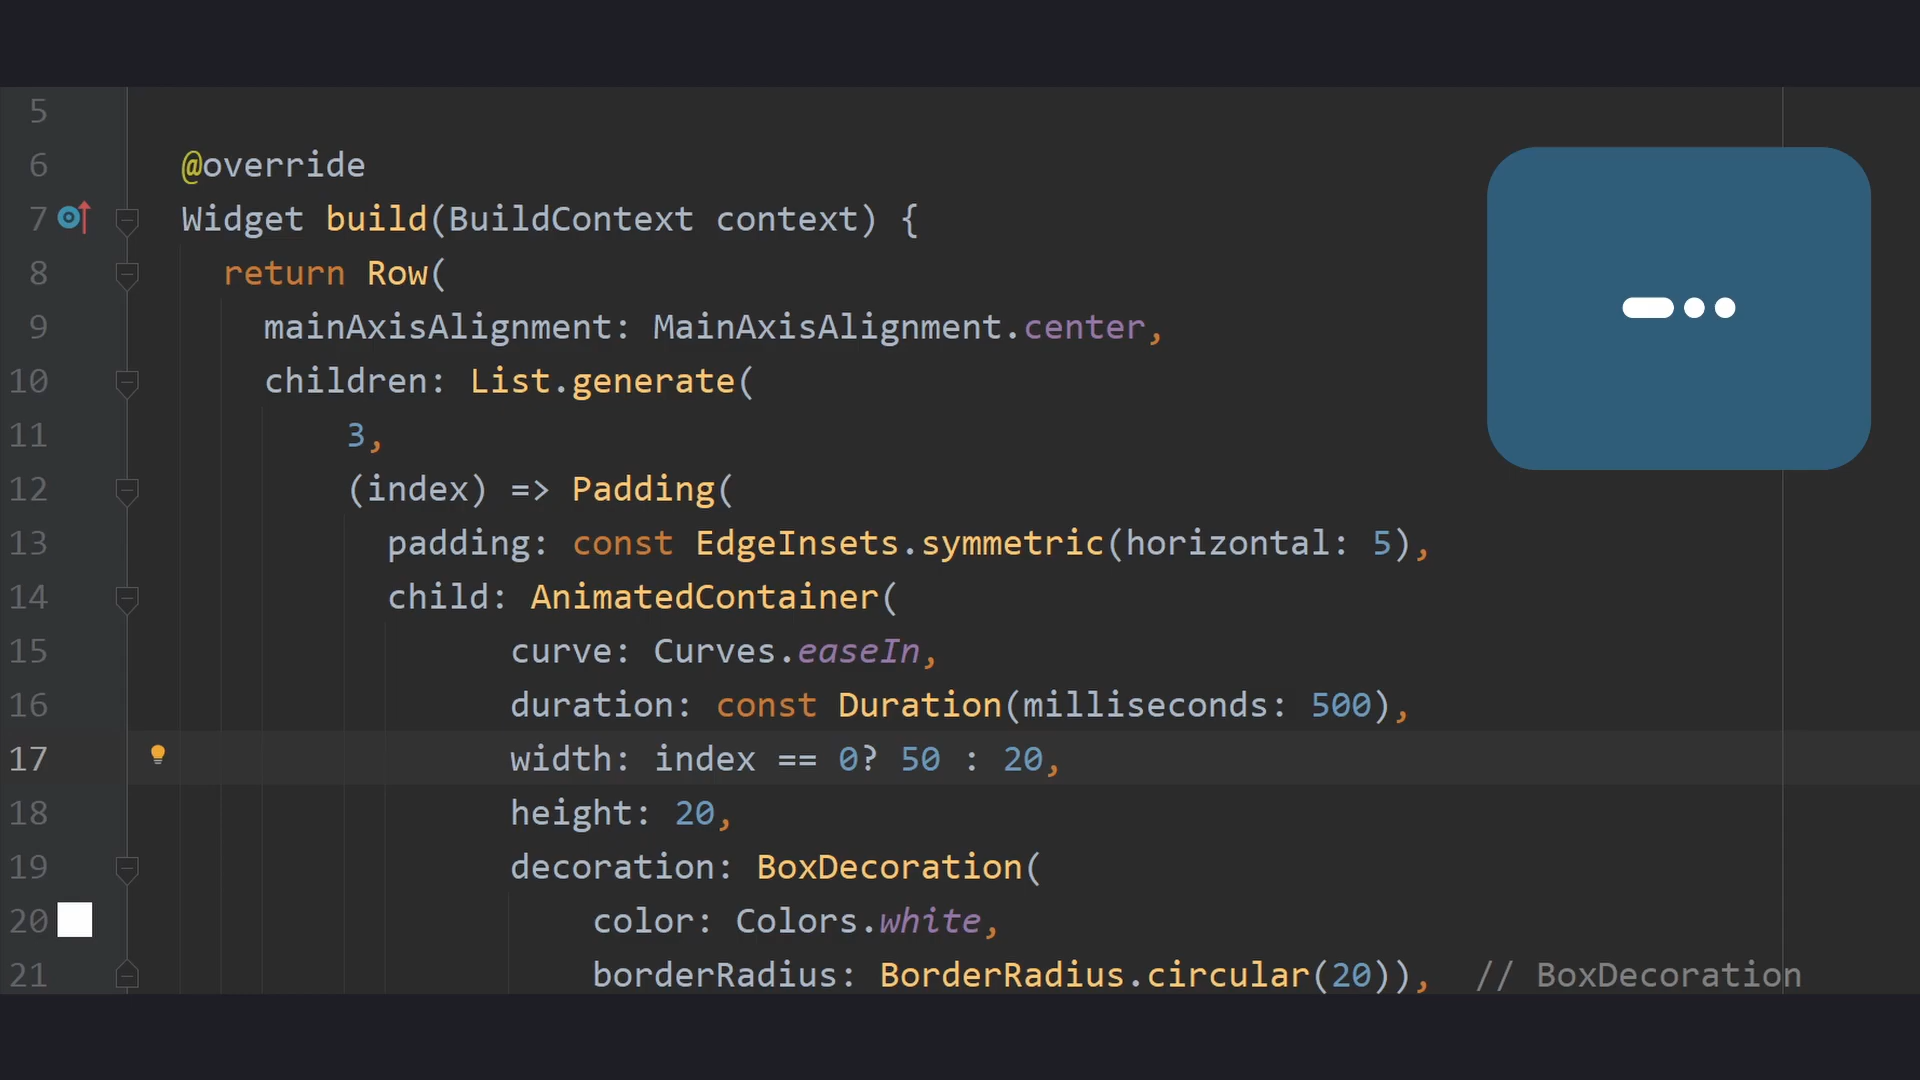 5
6 @override
7 Widget build(BuildContext context) {
8 return Row(
9 mainAxisAlignment: MainAxisAlignment.center,
10 children: List.generate(
11 3,
12 (index) => Padding(
13 padding: const EdgeInsets.symmetric(horizontal: 5),
14 child: AnimatedContainer(
15 curve: Curves.easeIn,
16 duration: const Duration(milliseconds: 500),
17 width: index == 0? 50 : 20,
18 height: 20,
19 decoration: BoxDecoration(
20 color: Colors.white,
21 borderRadius: BorderRadius.circular(20)), // BoxDecoration